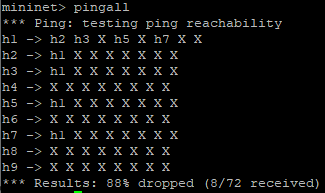 mininet> pingall
*** Ping: testing ping reachability
h1 -> h2 h3 X h5 X h7 X X
h2 -> h1 X X X X X X X
h3 -> h1 X X X X X X X
h4 -> X X X X X X X X
h5 -> h1 X X X X X X X
h6 -> X X X X X X X X
h7 -> h1 X X X X X X X
h8 -> X X X X X X X X
h9 -> X X X X X X X X
*** Results: 88% dropped (8/72 received)